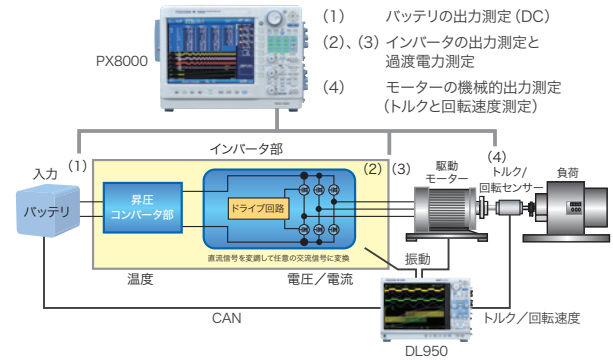 PX8000
(1) バッテリの出力測定(DC)
(2)、(3) インバータの出力測定と
過渡電力測定
(4) モーターの機械的出力測定
(トルクと回転速度測定)
インバータ部
入力
(1)
(2)
(3)
駆動
モーター
(4)
トルク/
回転センサー
負荷
バッテリ
昇圧
コンバータ部
ドライブ回路
直流信号を変調して任意の交流信号に変換
温度
電圧/電流
振動
CAN
トルク/回転速度
DL950